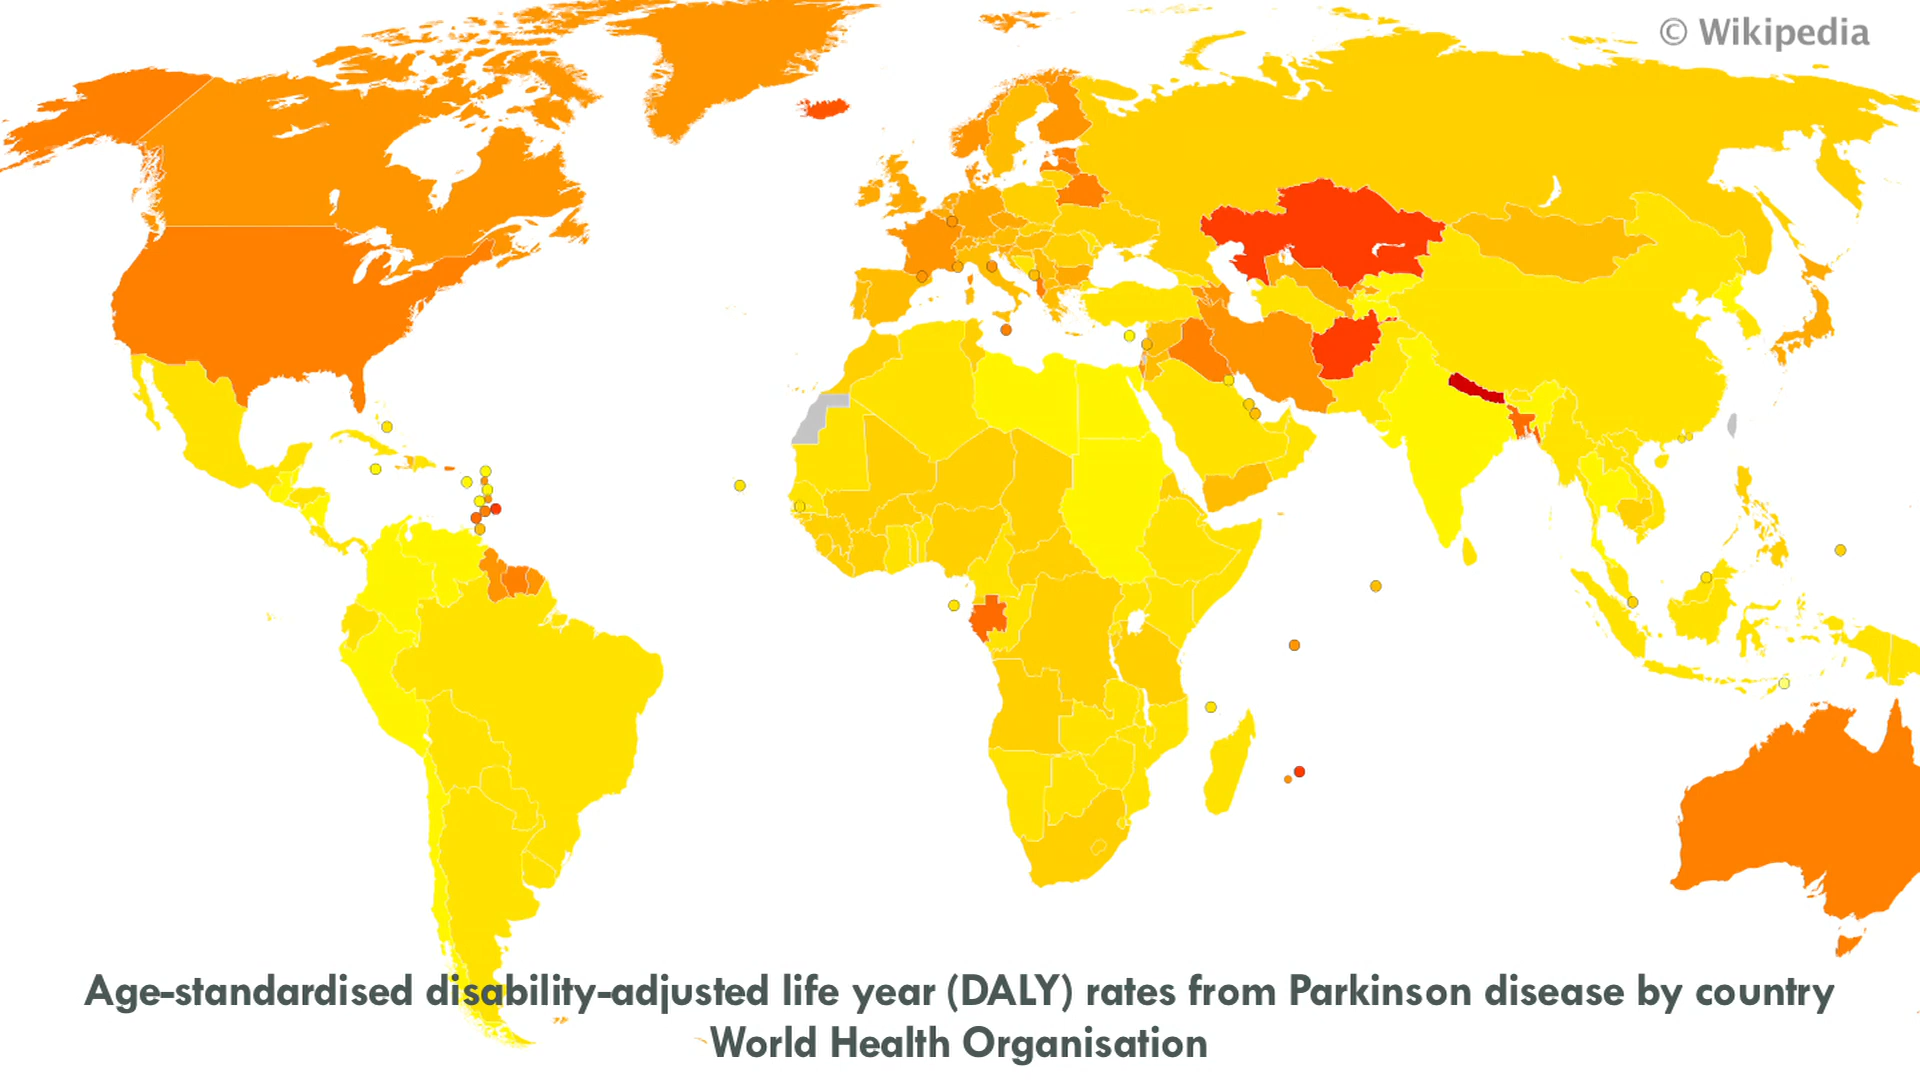 © Wikipedia
Age-standardised disability-adjusted life year (DALY) rates from Parkinson disease by country
World Health Organisation